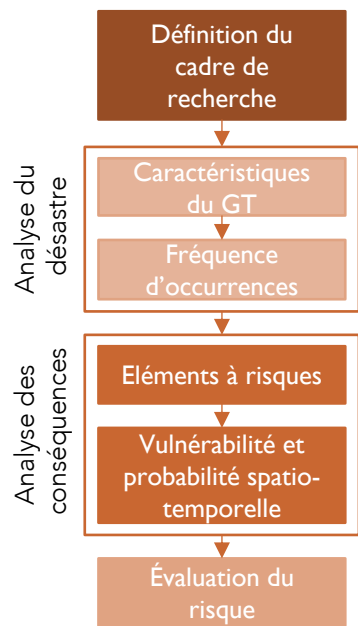 Définition du
cadre de
recherche
Analyse du
désastre
Caractéristiques
du GT
Fréquence
d'occurrences
Analyse des
conséquences
Eléments à risques
Vulnérabilité et
probabilité spatio-
temporelle
Évaluation du
risque